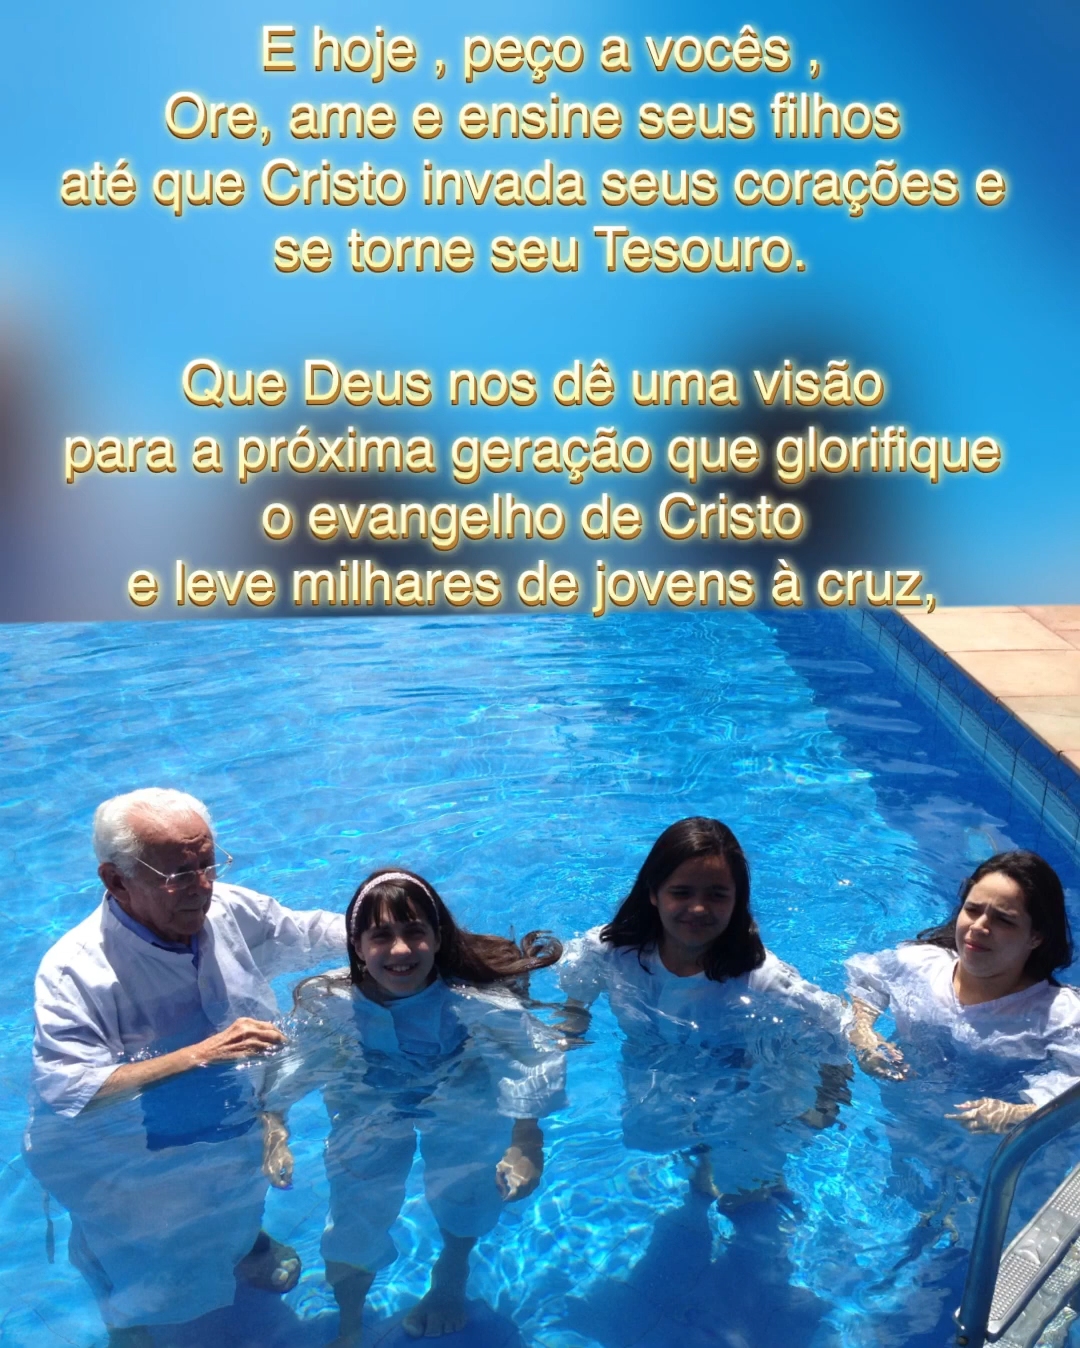 E hoje , peço a vocês ,
Ore, ame e ensine seus filhos
até que Cristo invada seus corações e
se torne seu Tesouro.
Que Deus nos dê uma visão
para a próxima geração que glorifique
o evangelho de Cristo
e leve milhares de jovens à cruz,